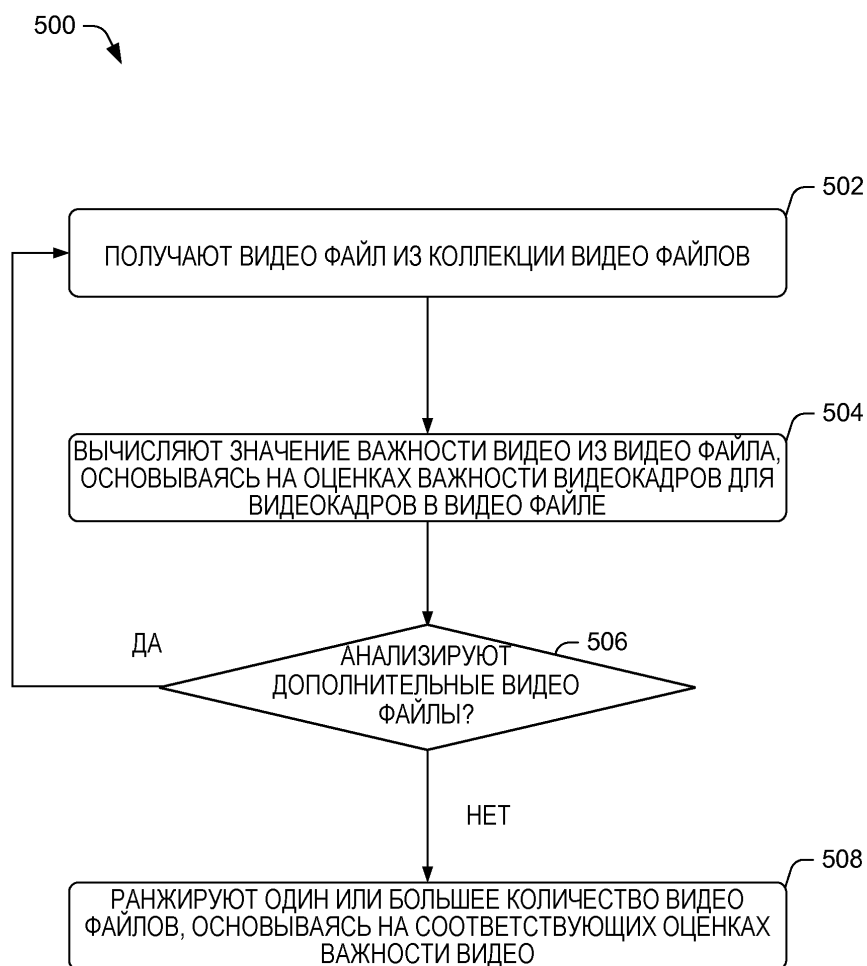 500
502
ПОЛУЧАЮТ ВИДЕО ФАЙЛ ИЗ КОЛЛЕКЦИИ ВИДЕО ФАЙЛОВ
504
ВЫЧИСЛЯЮТ ЗНАЧЕНИЕ ВАЖНОСТИ ВИДЕО ИЗ ВИДЕО ФАЙЛА,
ОСНОВЫВАЯСЬ НА ОЦЕНКАХ ВАЖНОСТИ ВИДЕОКАДРОВ ДЛЯ
ВИДЕОКАДРОВ В ВИДЕО ФАЙЛЕ
ДА
506
АНАЛИЗИРУЮТ
ДОПОЛНИТЕЛЬНЫЕ ВИДЕО
ФАЙЛЫ?
НЕТ
508
РАНЖИРУЮТ ОДИН ИЛИ БОЛЬШЕЕ КОЛИЧЕСТВО ВИДЕО
ФАЙЛОВ, ОСНОВЫВАЯСЬ НА СООТВЕТСТВУЮЩИХ ОЦЕНКАХ
ВАЖНОСТИ ВИДЕО